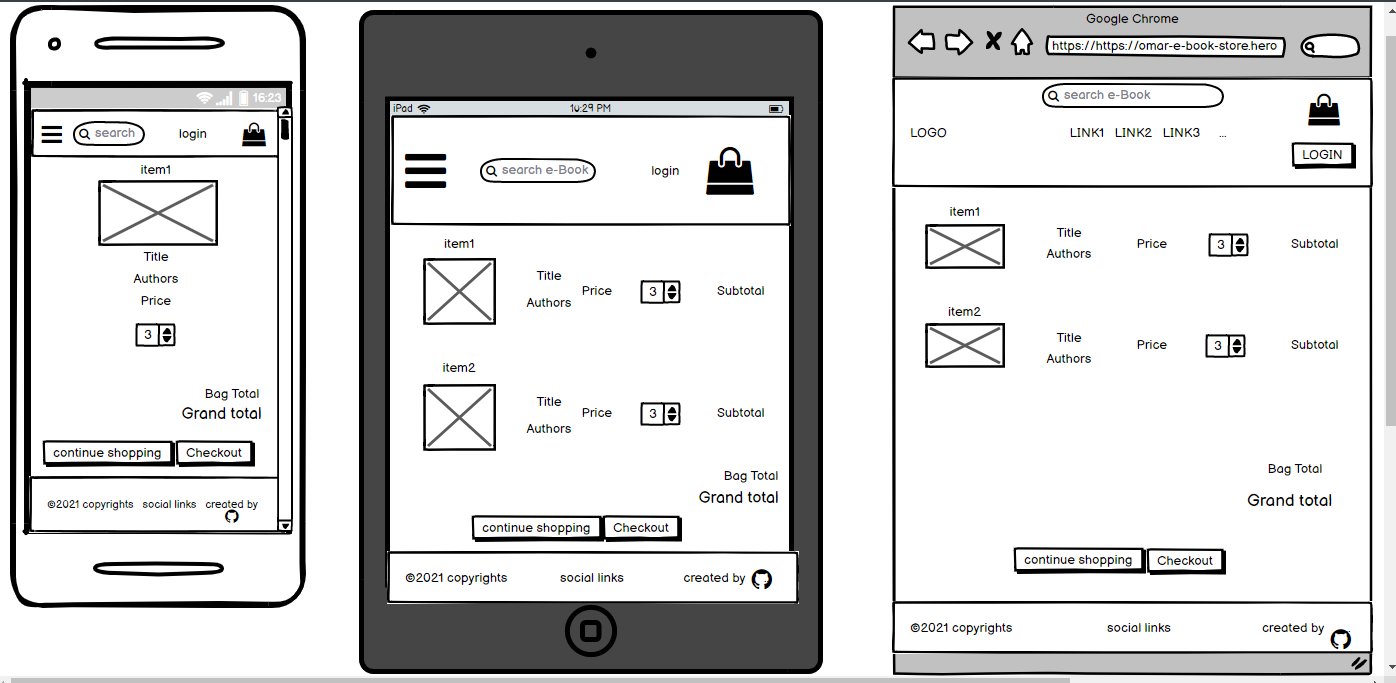 16:23
search
login
item1
Title
Authors
Price
3
Bag Total
Grand total
continue shopping
Checkout
©2021 copyrights social links created by
iPad 10:29 PM
search e-Book
login
item1
Title
Authors
Price
3
Subtotal
item2
Title
Authors
Price
3
Subtotal
Bag Total
Grand total
continue shopping
Checkout
©2021 copyrights social links created by
Google Chrome
https://https://omar-e-book-store.hero
search e-Book
LOGO
LINK1 LINK2 LINK3 ...
LOGIN
item1
Title
Authors
Price
3
Subtotal
item2
Title
Authors
Price
3
Subtotal
Bag Total
Grand total
continue shopping
Checkout
©2021 copyrights social links created by